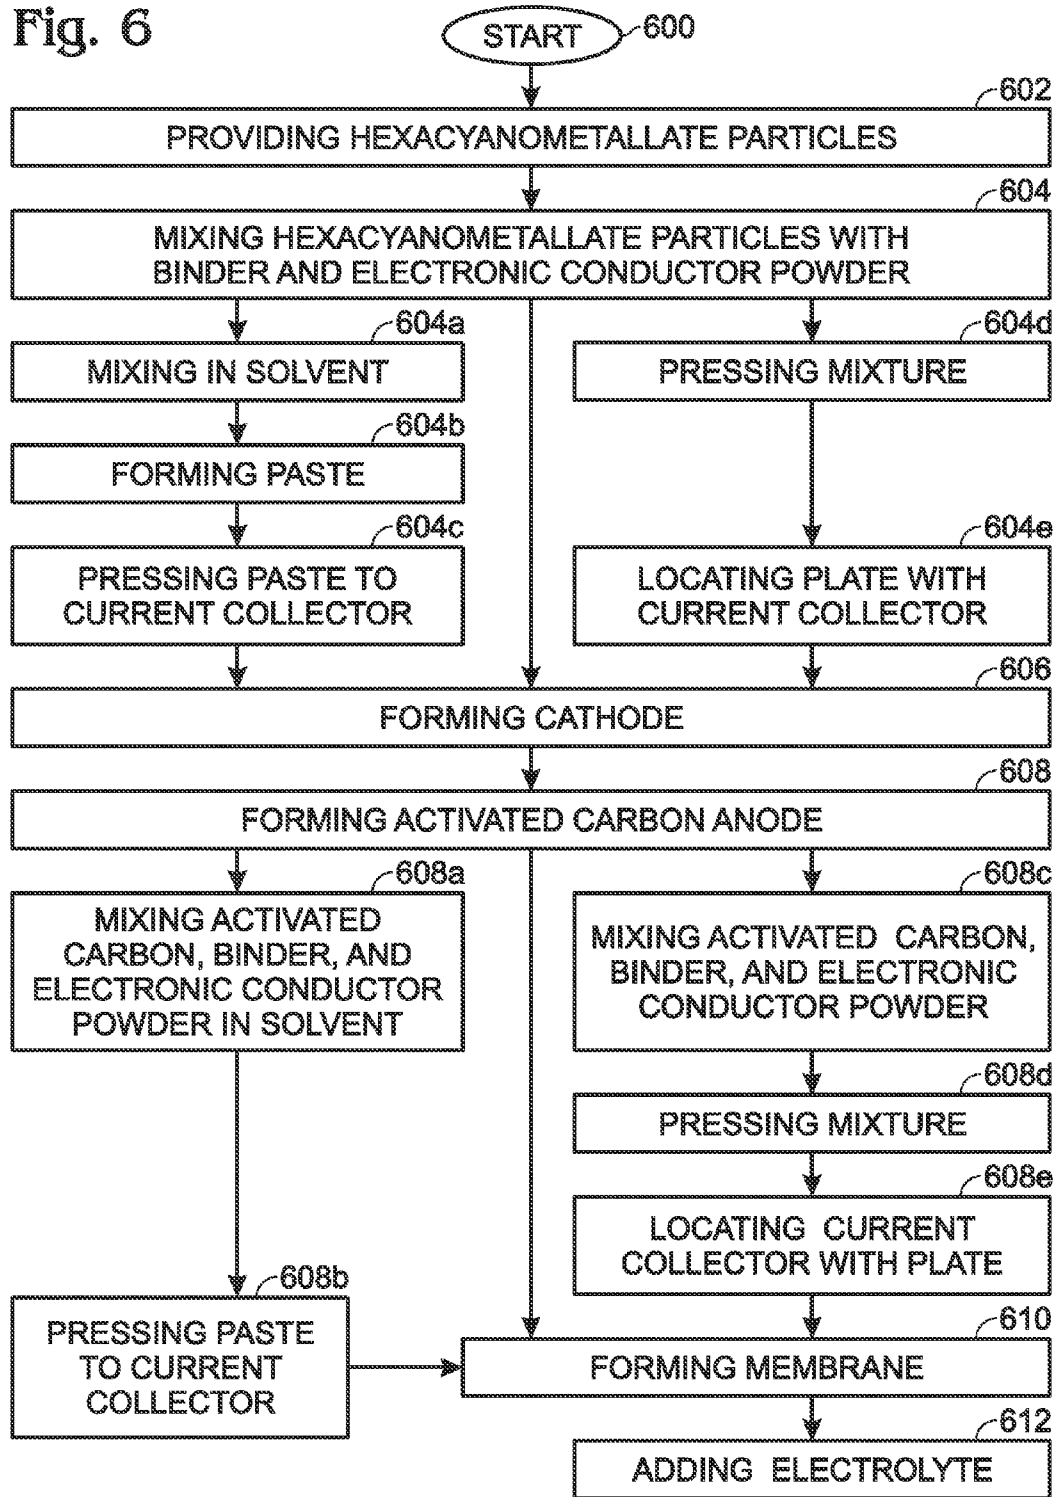 Fig. 6
START
600
602
PROVIDING HEXACYANOMETALLATE PARTICLES
604
MIXING HEXACYANOMETALLATE PARTICLES WITH
BINDER AND ELECTRONIC CONDUCTOR POWDER
604a
MIXING IN SOLVENT
604b
FORMING PASTE
604c
PRESSING PASTE TO
CURRENT COLLECTOR
604d
PRESSING MIXTURE
604e
LOCATING PLATE WITH
CURRENT COLLECTOR
606
FORMING CATHODE
608
FORMING ACTIVATED CARBON ANODE
608a
MIXING ACTIVATED
CARBON, BINDER, AND
ELECTRONIC CONDUCTOR
POWDER IN SOLVENT
608b
PRESSING PASTE
TO CURRENT
COLLECTOR
608c
MIXING ACTIVATED CARBON,
BINDER, AND ELECTRONIC
CONDUCTOR POWDER
608d
PRESSING MIXTURE
608e
LOCATING CURRENT
COLLECTOR WITH PLATE
610
FORMING MEMBRANE
612
ADDING ELECTROLYTE